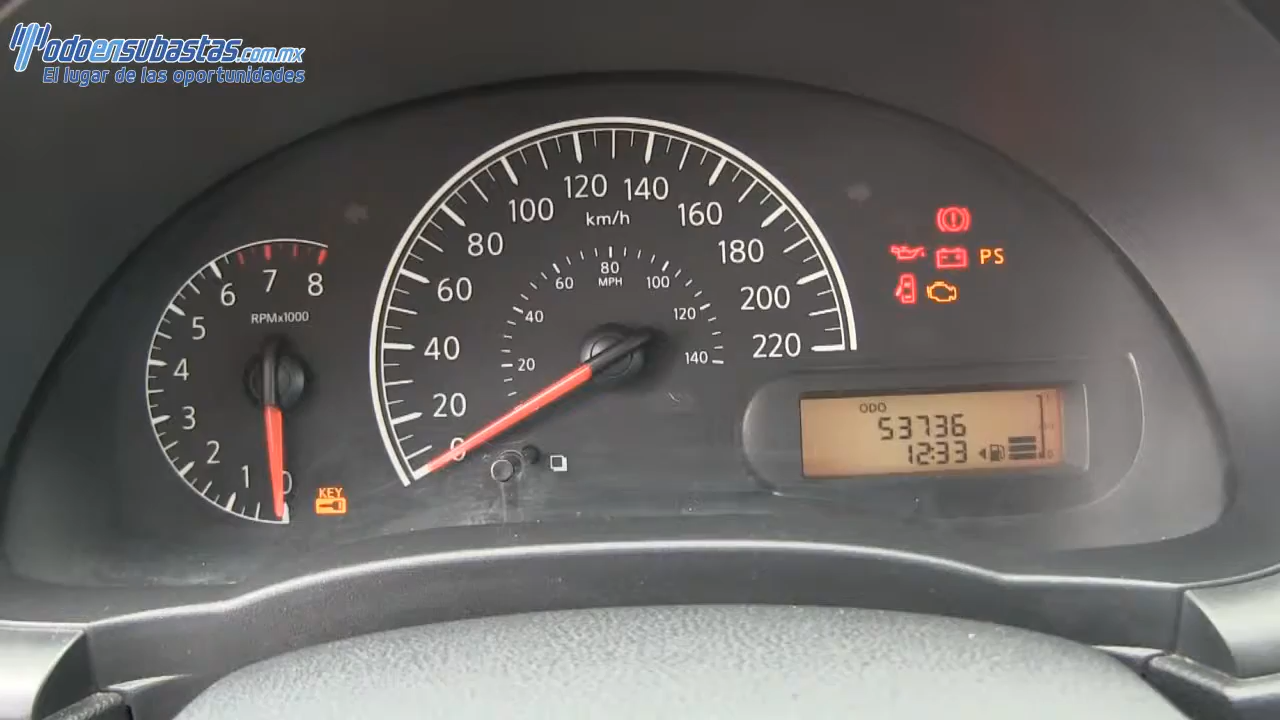 Todoensubastas.com.mx
El lugar de las oportunidades
0 1 2 3 4 5 6 7 8
RPMx1000
0 20 40 60 80 100 120 140 160 180 200 220
km/h
20 40 60 80 100 120 140
MPH
PS
KEY
ODO
53736
12:33